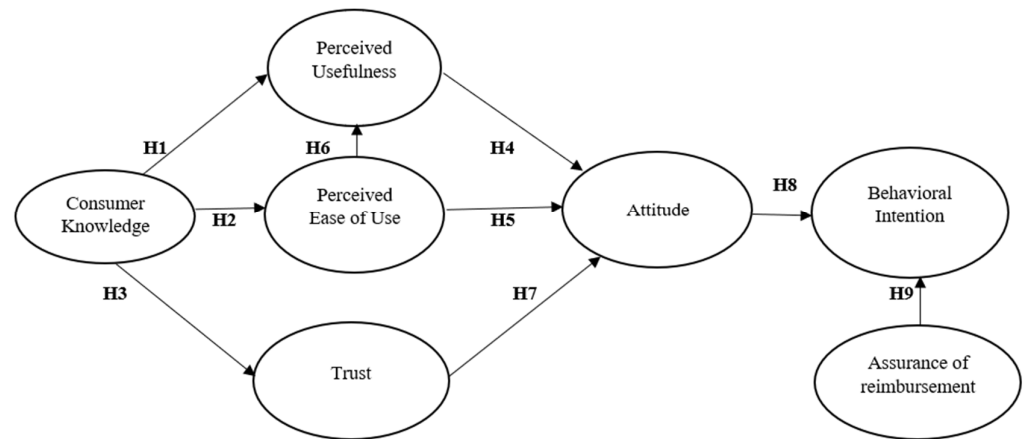 Perceived
Usefulness
H1
H6
H4
Consumer
Knowledge
H2
Perceived
Ease of Use
H5
Attitude
H8
Behavioral
Intention
H3
H7
H9
Trust
Assurance of
reimbursement